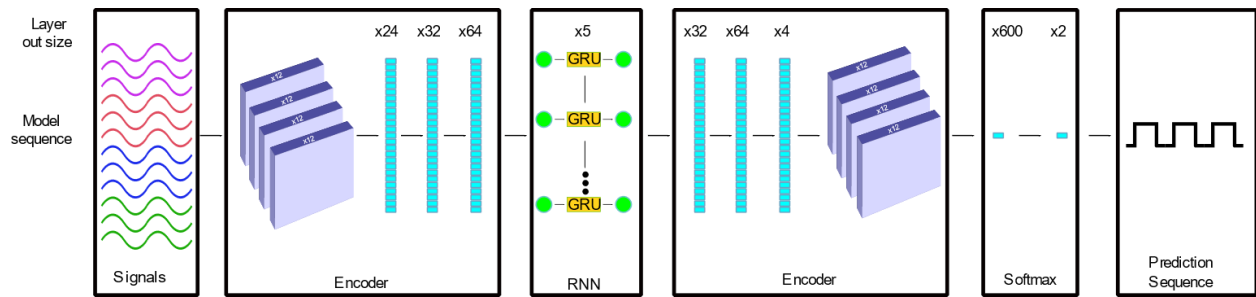 Layer
out size
Model
sequence
Signals
x24 x32 x64
x12
x12
x12
x12
Encoder
x5
GRU
GRU
GRU
RNN
x32 x64 x4
x12
x12
x12
x12
Encoder
x600 x2
Softmax
Prediction
Sequence